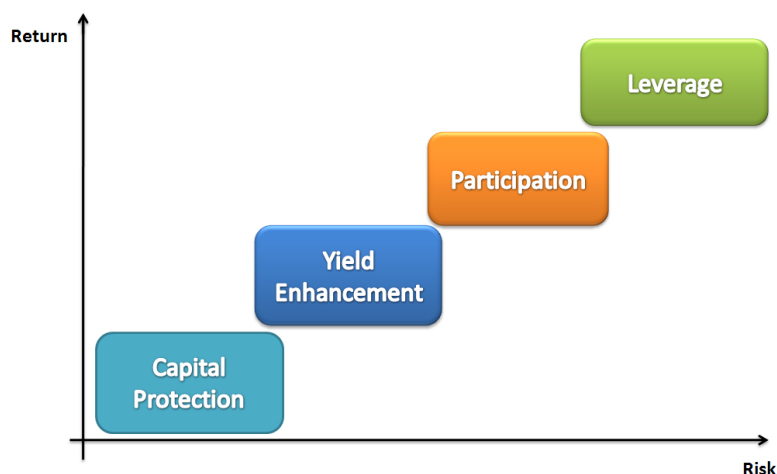 Return
Leverage
Participation
Yield
Enhancement
Capital
Protection
Risk